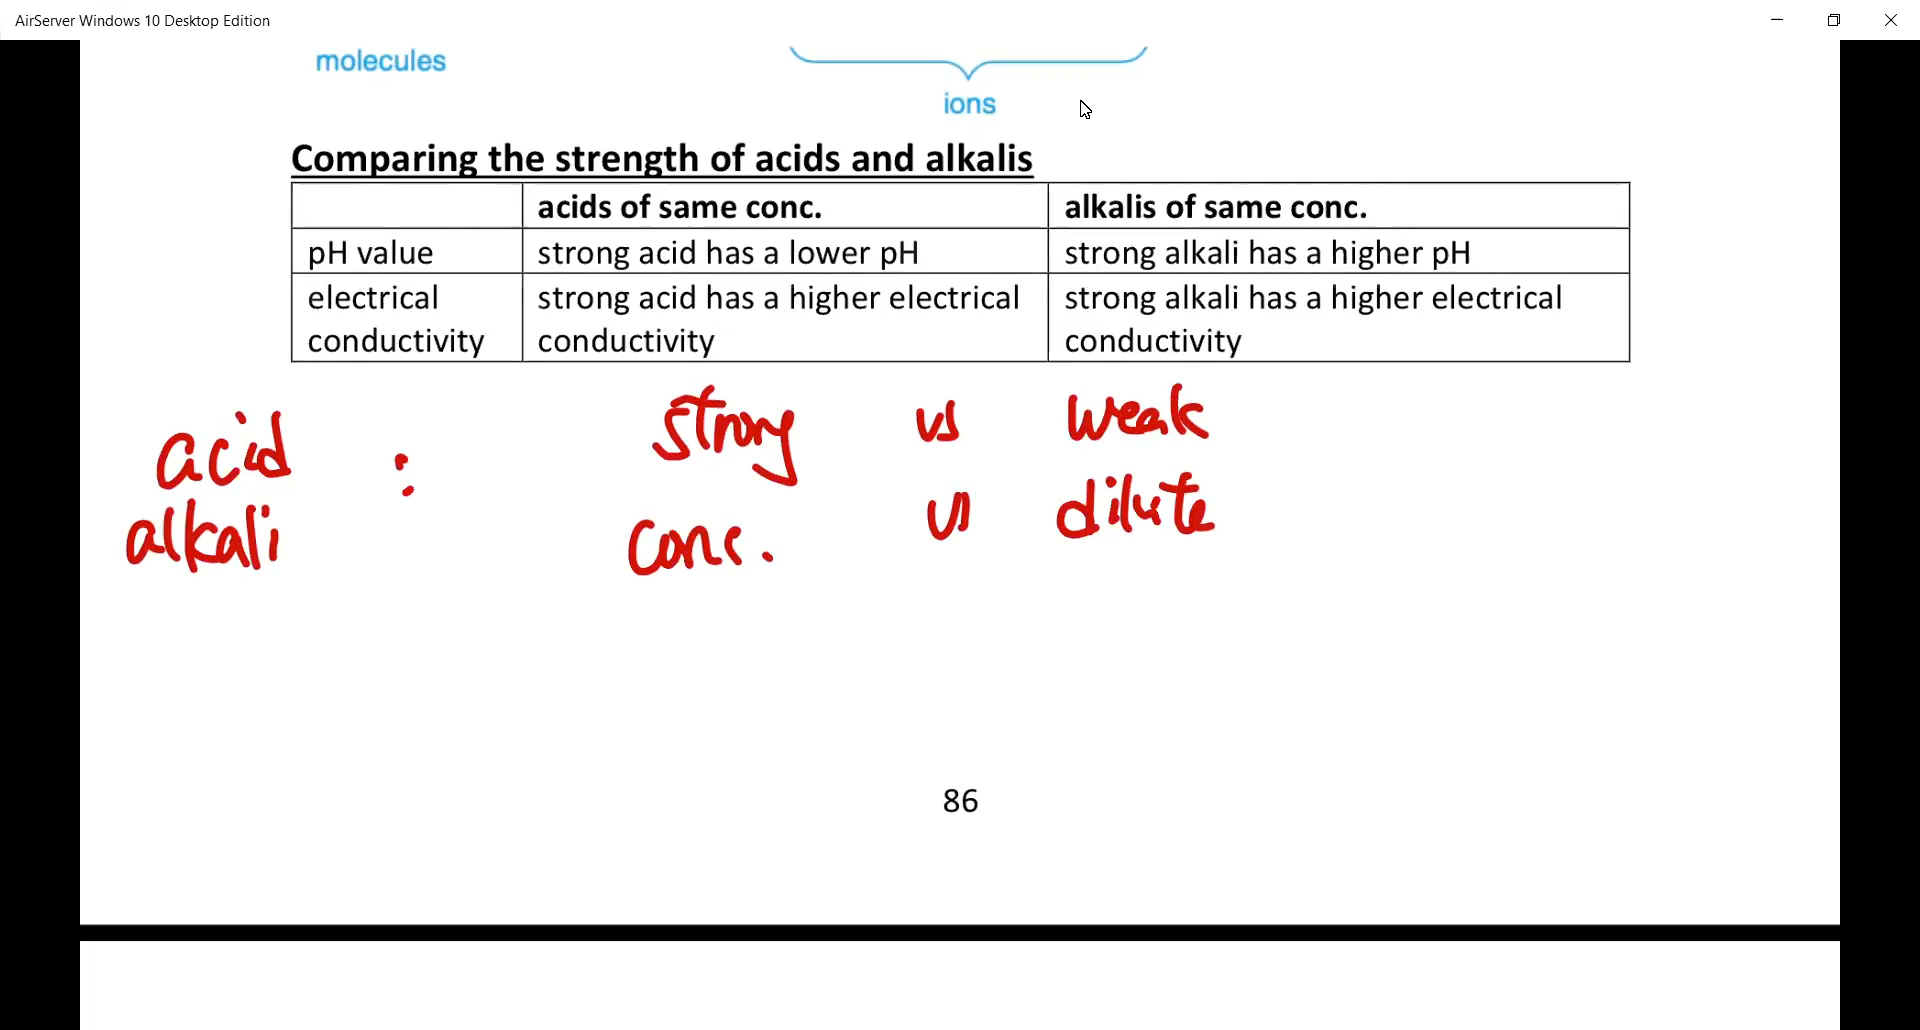 AirServer Windows 10 Desktop Edition
molecules
ions
Comparing the strength of acids and alkalis
acids of same conc. alkalis of same conc.
pH value strong acid has a lower pH strong alkali has a higher pH
electrical strong acid has a higher electrical strong alkali has a higher electrical
conductivity conductivity conductivity
acid : strong vs weak
alkali conc. vs dilute
86